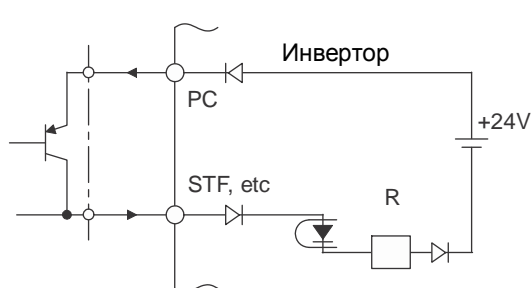 Инвертор
PC
+24V
STF, etc
R